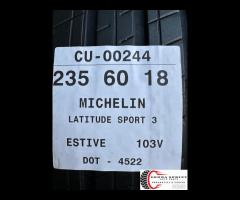 CU-00244
235 60 18
MICHELIN
LATITUDE SPORT 3
ESTIVE 103V
DOT - 4522